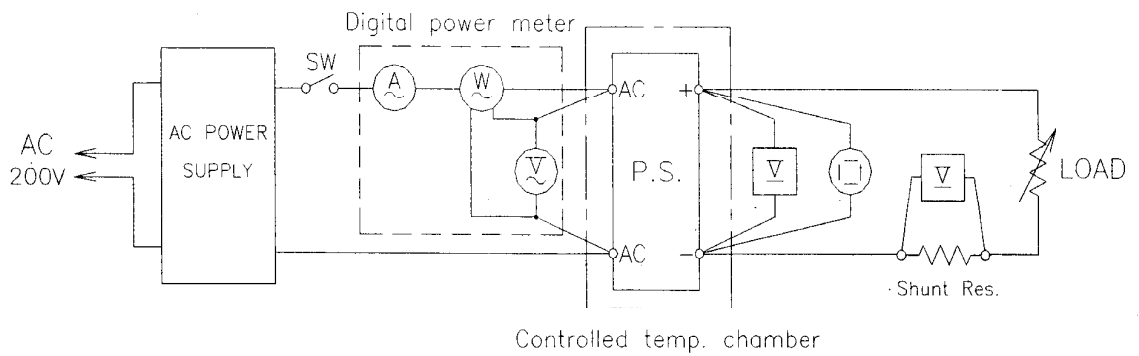 Digital power meter
SW
A
W
AC
+
AC POWER
SUPPLY
AC
200V
V
P.S.
V
V
LOAD
AC
-
Shunt Res.
Controlled temp. chamber